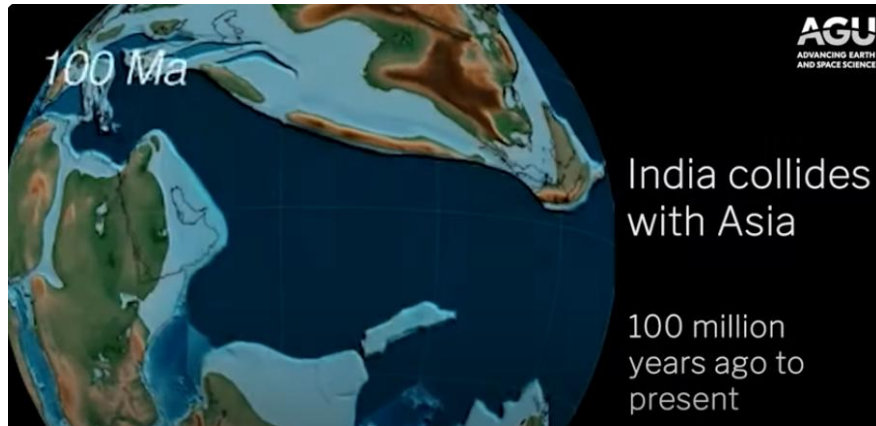 100 Ma
AGU
ADVANCING EARTH
AND SPACE SCIENCE
India collides
with Asia
100 million
years ago to
present